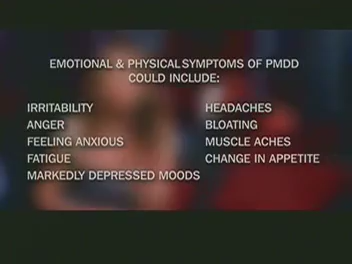 EMOTIONAL & PHYSICAL SYMPTOMS OF PMDD
COULD INCLUDE:
IRRITABILITY
ANGER
FEELING ANXIOUS
FATIGUE
MARKEDLY DEPRESSED MOODS
HEADACHES
BLOATING
MUSCLE ACHES
CHANGE IN APPETITE